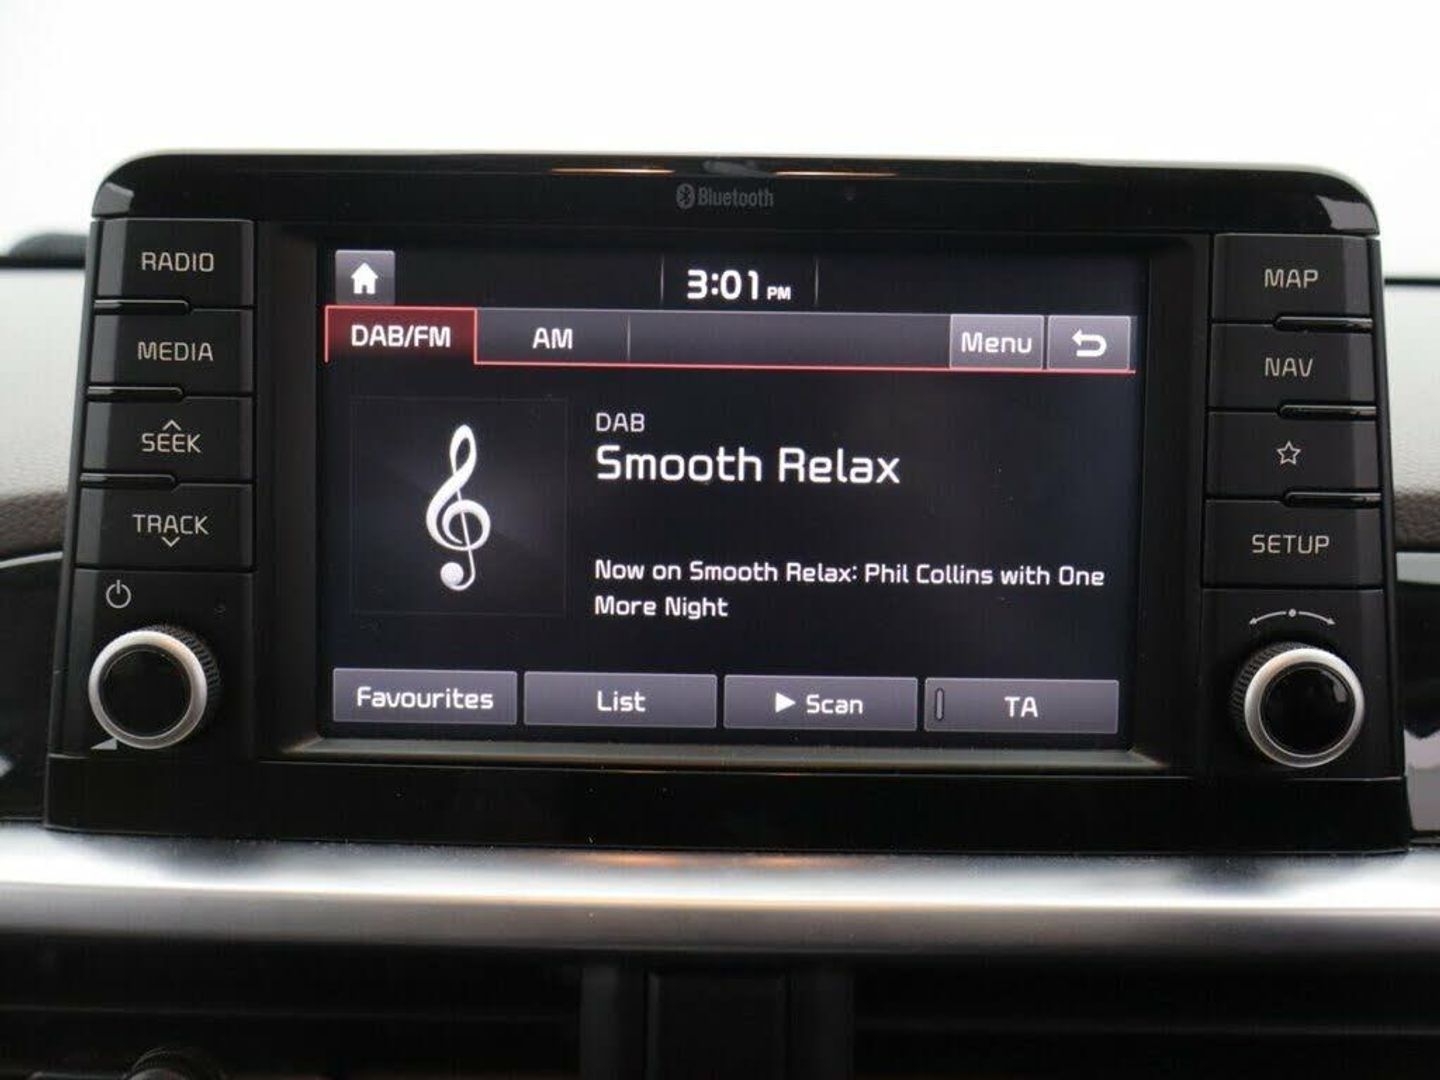 Bluetooth
RADIO
MEDIA
SEEK
TRACK
3:01 PM
DAB/FM AM Menu
DAB
Smooth Relax
Now on Smooth Relax: Phil Collins with One
More Night
Favourites List Scan TA
MAP
NAV
SETUP